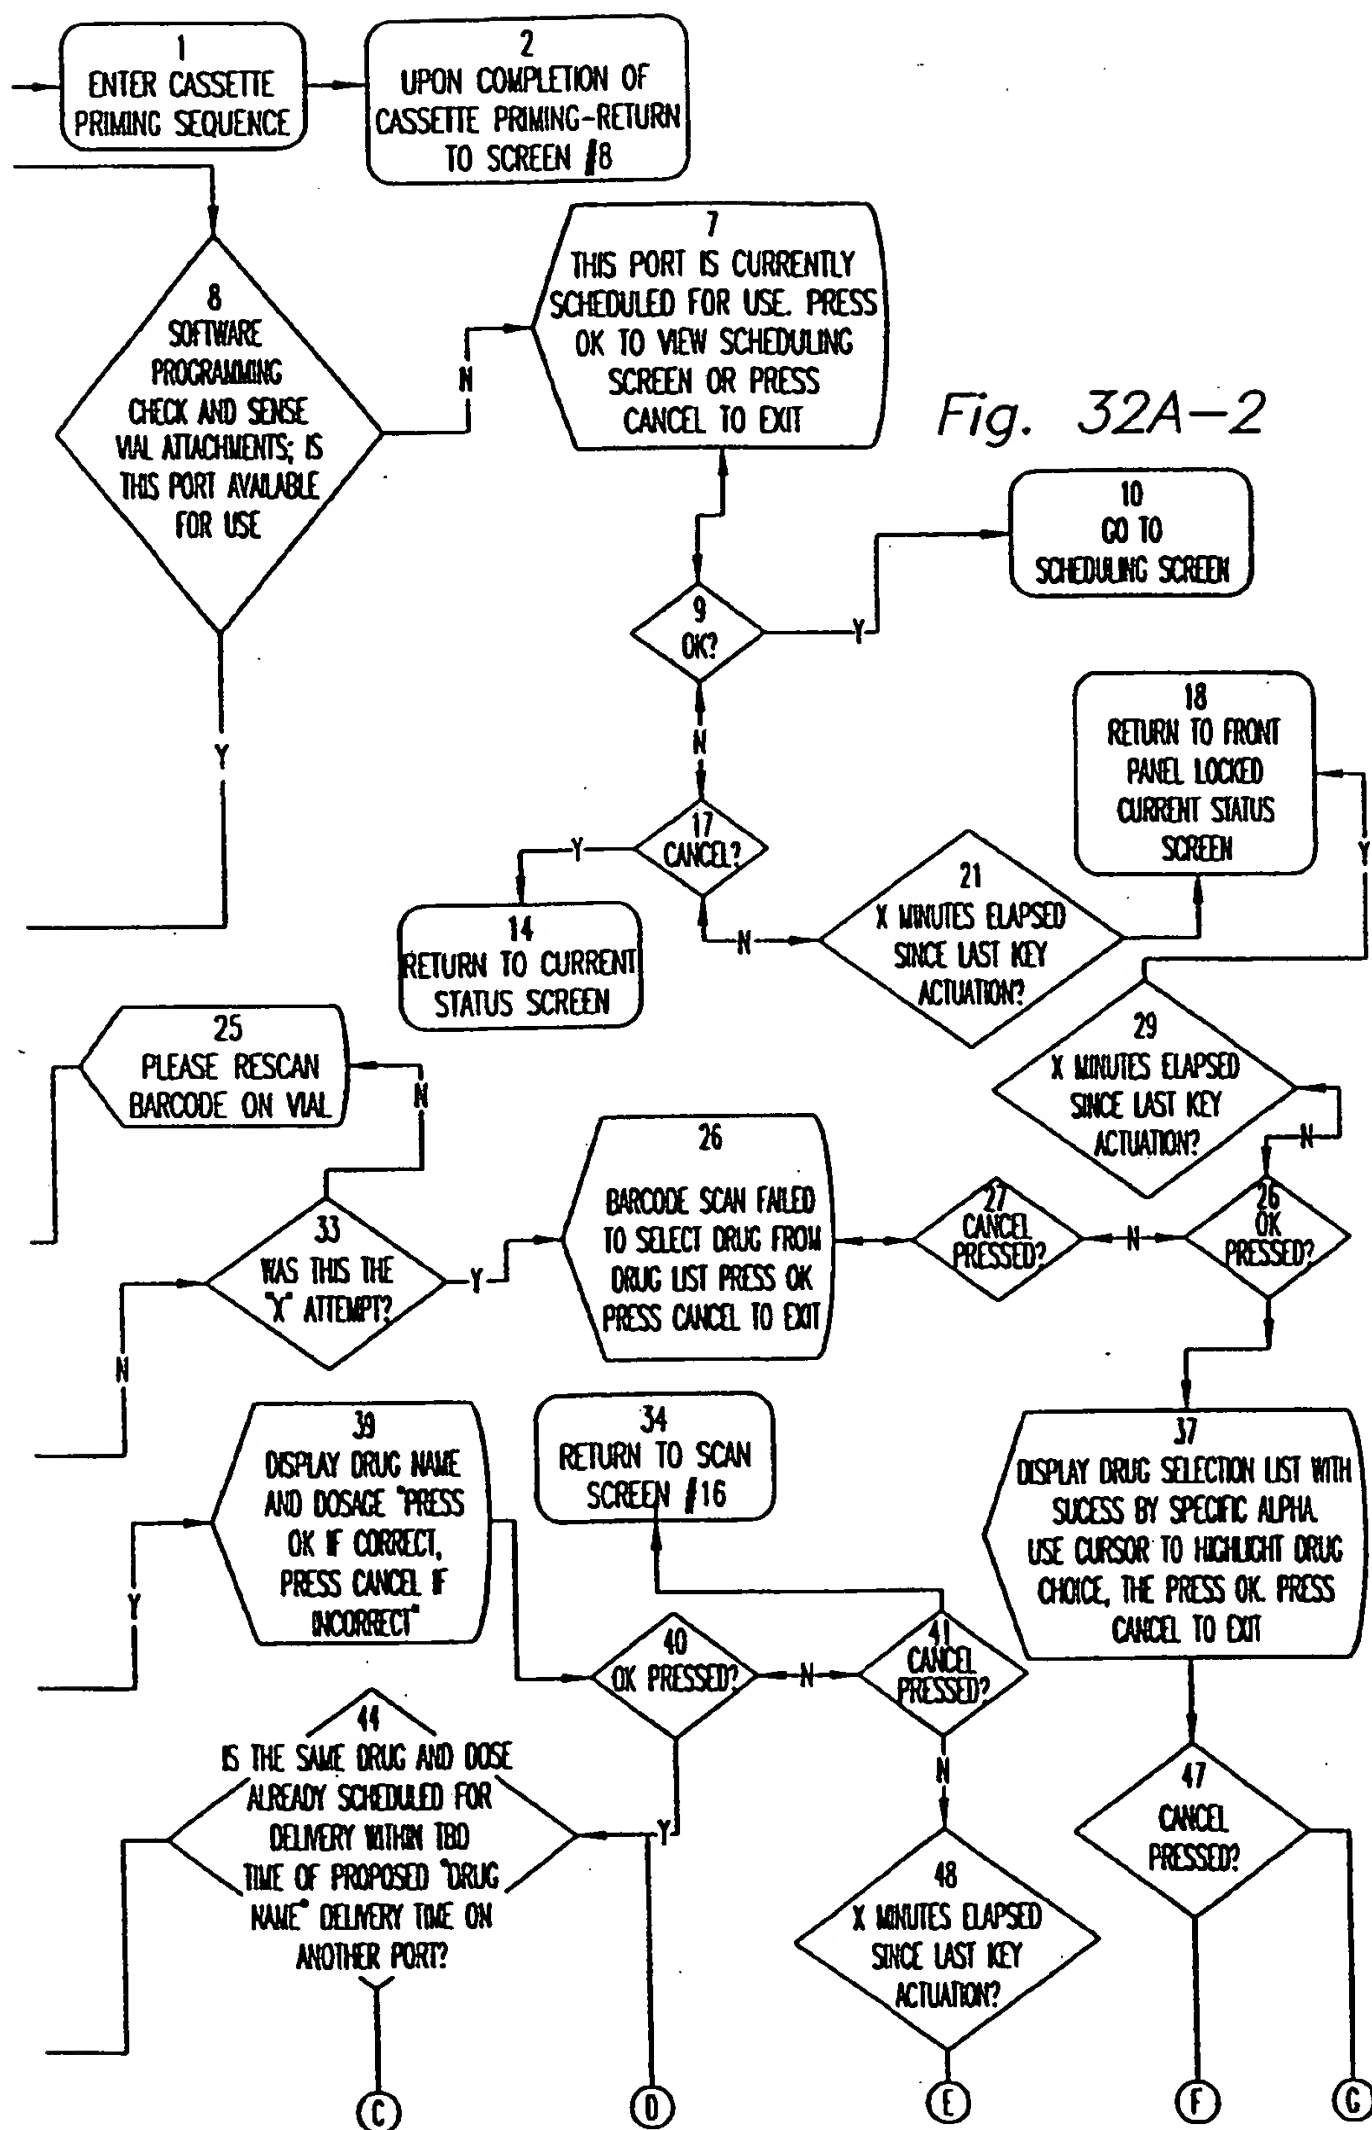 1
ENTER CASSETTE
PRIMING SEQUENCE
2
UPON COMPLETION OF
CASSETTE PRIMING-RETURN
TO SCREEN #8
7
THIS PORT IS CURRENTLY
SCHEDULED FOR USE. PRESS
OK TO VIEW SCHEDULING
SCREEN OR PRESS
CANCEL TO EXIT
8
SOFTWARE
PROGRAMMING
CHECK AND SENSE
VIAL ATTACHMENTS; IS
THIS PORT AVAILABLE
FOR USE
N
Y
Fig. 32A-2
10
GO TO
SCHEDULING SCREEN
9
OK?
Y
N
18
RETURN TO FRONT
PANEL LOCKED
CURRENT STATUS
SCREEN
17
CANCEL?
Y
N
14
RETURN TO CURRENT
STATUS SCREEN
21
X MINUTES ELAPSED
SINCE LAST KEY
ACTUATION?
Y
25
PLEASE RESCAN
BARCODE ON VIAL
N
29
X MINUTES ELAPSED
SINCE LAST KEY
ACTUATION?
N
33
WAS THIS THE
"X" ATTEMPT?
Y
N
26
BARCODE SCAN FAILED
TO SELECT DRUG FROM
DRUG LIST PRESS OK
PRESS CANCEL TO EXIT
27
CANCEL
PRESSED?
N
26
OK
PRESSED?
39
DISPLAY DRUG NAME
AND DOSAGE "PRESS
OK IF CORRECT,
PRESS CANCEL IF
INCORRECT"
Y
34
RETURN TO SCAN
SCREEN #16
37
DISPLAY DRUG SELECTION LIST WITH
SUCESS BY SPECIFIC ALPHA.
USE CURSOR TO HIGHLIGHT DRUG
CHOICE, THE PRESS OK. PRESS
CANCEL TO EXIT
40
OK PRESSED?
N
Y
41
CANCEL
PRESSED?
N
44
IS THE SAME DRUG AND DOSE
ALREADY SCHEDULED FOR
DELIVERY WITHIN TBD
TIME OF PROPOSED "DRUG
NAME" DELIVERY TIME ON
ANOTHER PORT?
47
CANCEL
PRESSED?
48
X MINUTES ELAPSED
SINCE LAST KEY
ACTUATION?
C
D
E
F
G